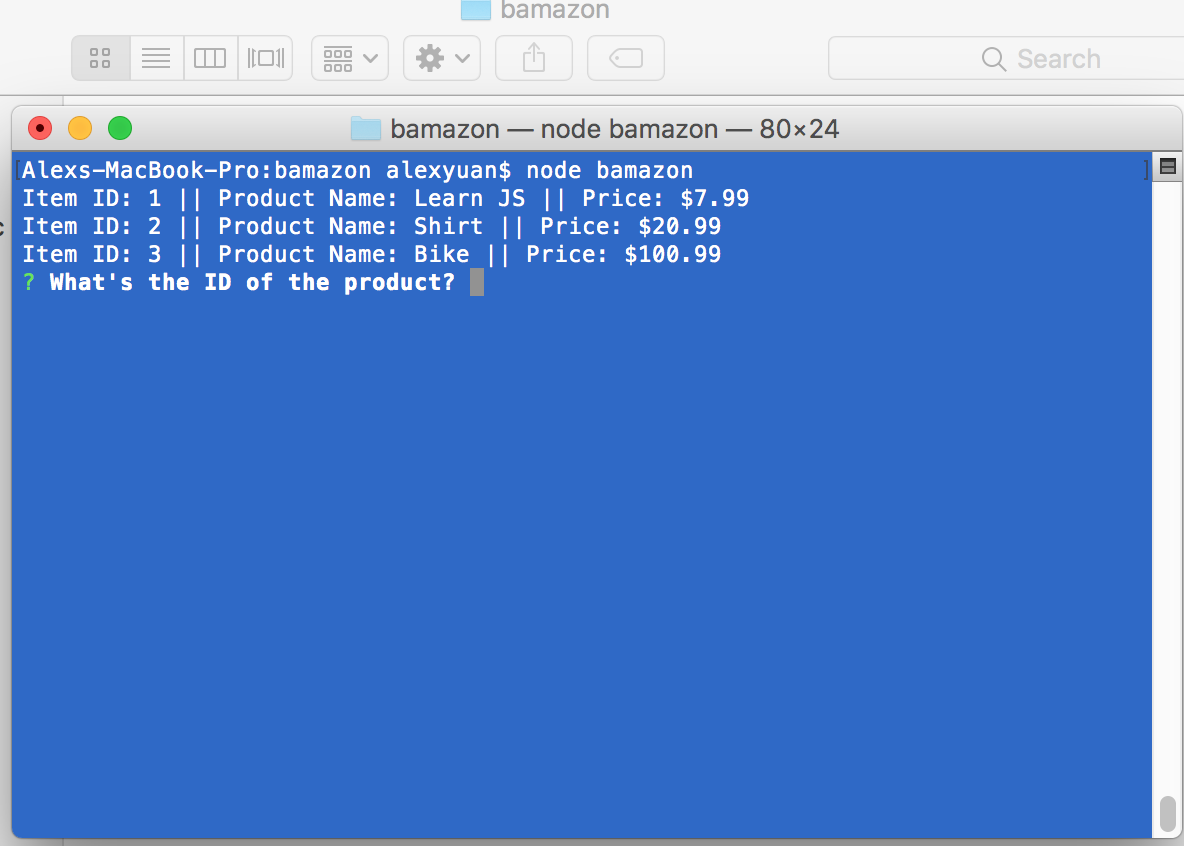 bamazon
Search
bamazon — node bamazon — 80×24
[Alexs-MacBook-Pro:bamazon alexyuan$ node bamazon ]
Item ID: 1 || Product Name: Learn JS || Price: $7.99
Item ID: 2 || Product Name: Shirt || Price: $20.99
Item ID: 3 || Product Name: Bike || Price: $100.99
? What's the ID of the product?